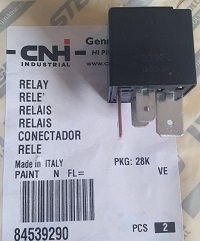 CNH
INDUSTRIAL
RELAY
RELE'
RELAIS
RELAIS
CONECTADOR
RELE
Made in ITALY
PKG: 28K
PAINT N FL=
VE
84539290
PCS 2